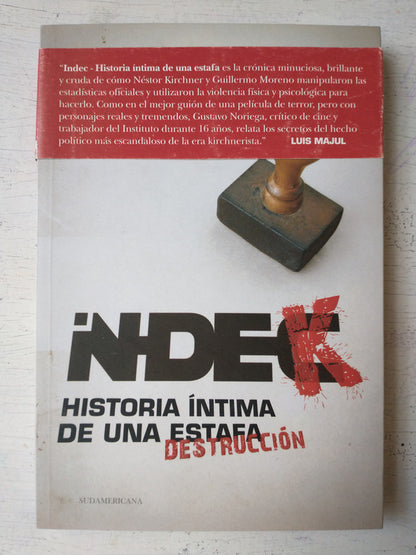 “Indec - Historia íntima de una estafa es la crónica minuciosa, brillante
y cruda de cómo Néstor Kirchner y Guillermo Moreno manipularon las
estadísticas oficiales y utilizaron la violencia física y psicológica para
hacerlo. Como en el mejor guión de una película de terror, pero con
personajes reales y tremendos, Gustavo Noriega, crítico de cine y
trabajador del Instituto durante 16 años, relata los secretos del hecho
político más escandaloso de la era kirchnerista.” LUIS MAJUL
INDEC K
HISTORIA ÍNTIMA
DE UNA ESTAFA
DESTRUCCIÓN
SUDAMERICANA